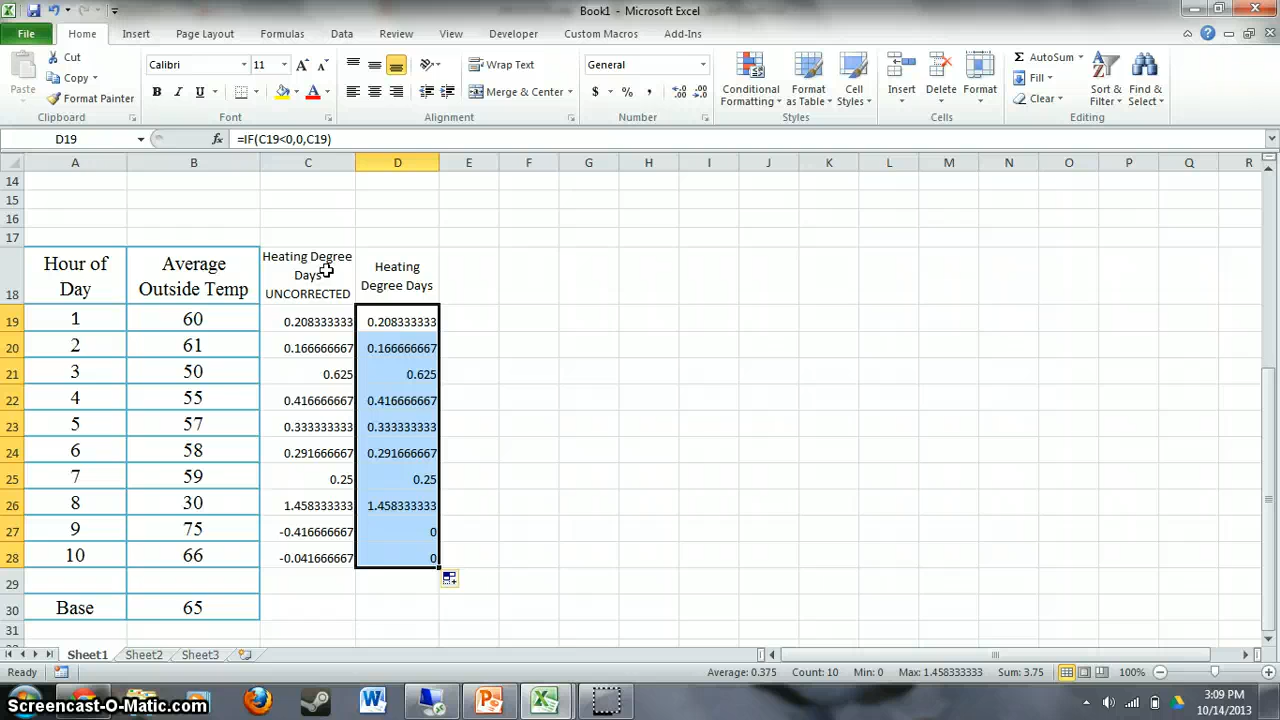 Book1 - Microsoft Excel
File Home Insert Page Layout Formulas Data Review View Developer Custom Macros Add-Ins
Cut
Copy
Format Painter
Paste
Clipboard
Calibri 11
B I U
Font
Wrap Text
Merge & Center
Alignment
General
$ % ,
Number
Conditional Formatting
Format as Table
Cell Styles
Styles
Insert Delete Format
Cells
AutoSum
Fill
Clear
Sort & Filter
Find & Select
Editing
D19 fx =IF(C19<0,0,C19)
A B C D E F G H I J K L M N O P Q R
14
15
16
17
18 Hour of Day Average Outside Temp Heating Degree Days UNCORRECTED Heating Degree Days
19 1 60 0.208333333 0.208333333
20 2 61 0.166666667 0.166666667
21 3 50 0.625 0.625
22 4 55 0.416666667 0.416666667
23 5 57 0.333333333 0.333333333
24 6 58 0.291666667 0.291666667
25 7 59 0.25 0.25
26 8 30 1.458333333 1.458333333
27 9 75 -0.416666667 0
28 10 66 -0.041666667 0
29
30 Base 65
31
Sheet1 Sheet2 Sheet3
Ready Average: 0.375 Count: 10 Min: 0 Max: 1.458333333 Sum: 3.75 100%
Screencast-O-Matic.com
3:09 PM
10/14/2013